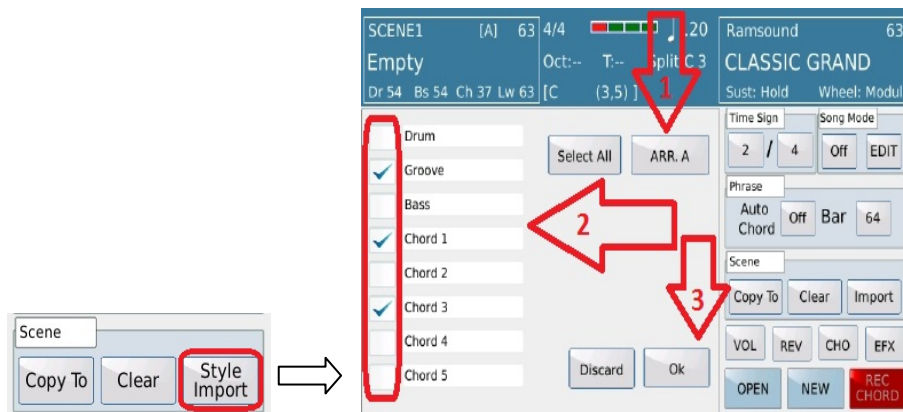 SCENE1 [A] 63
Empty
Dr 54 Bs 54 Ch 37 Lw 63
4/4 .20
Oct:-- T:-- Split C 3
[C (3,5) ]
Ramsound 63
CLASSIC GRAND
Sust: Hold Wheel: Modul
1
Drum
Groove
Bass
Chord 1
Chord 2
Chord 3
Chord 4
Chord 5
Select All ARR. A
2
3
Discard Ok
Time Sign Song Mode
2 / 4 Off EDIT
Phrase
Auto Chord Off Bar 64
Scene
Copy To Clear Import
VOL REV CHO EFX
OPEN NEW REC CHORD
Scene
Copy To Clear Style Import